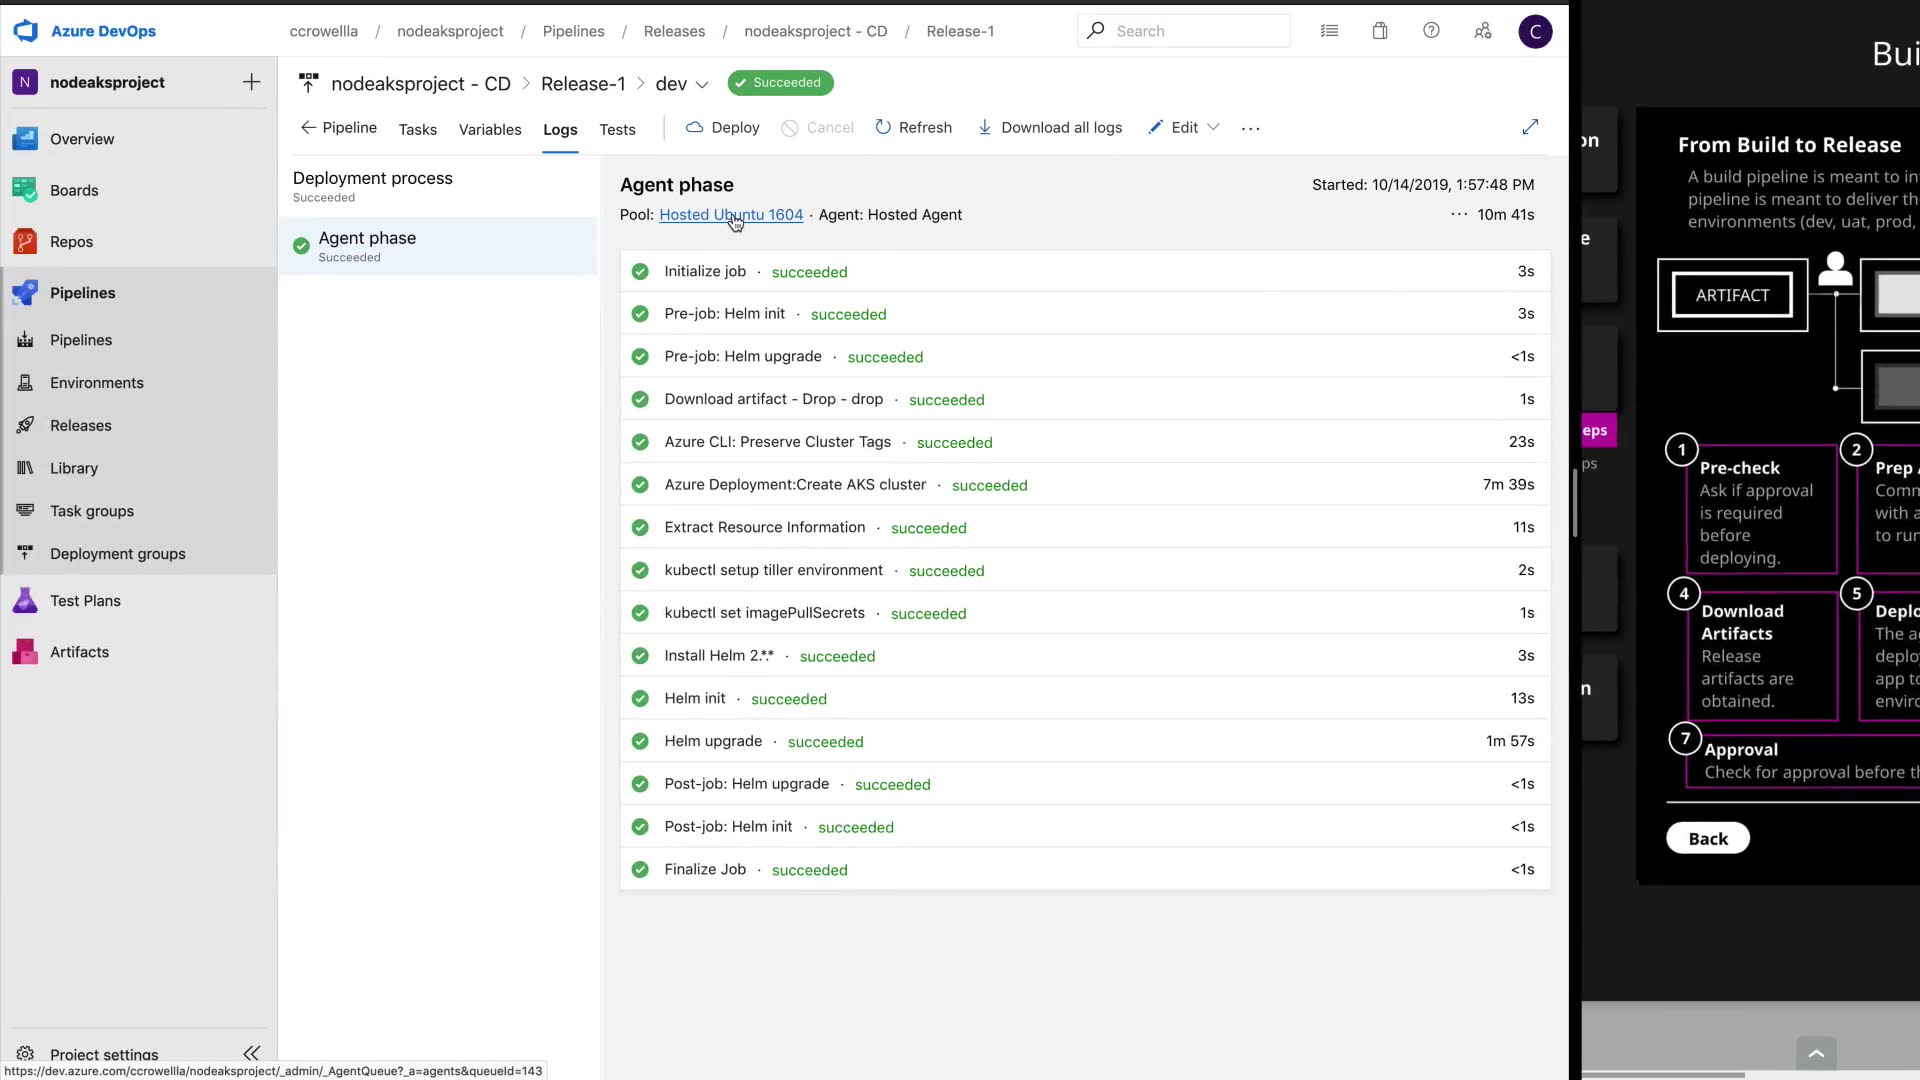 Azure DevOps
ccrowellla / nodeaksproject / Pipelines / Releases / nodeaksproject - CD / Release-1
Search
C
N nodeaksproject
Overview
Boards
Repos
Pipelines
Pipelines
Environments
Releases
Library
Task groups
Deployment groups
Test Plans
Artifacts
Project settings
https://dev.azure.com/ccrowellla/nodeaksproject/_admin/_AgentQueue?_a=agents&queueId=143
nodeaksproject - CD > Release-1 > dev Succeeded
Pipeline Tasks Variables Logs Tests Deploy Cancel Refresh Download all logs Edit ...
Deployment process
Succeeded
Agent phase
Succeeded
Agent phase Started: 10/14/2019, 1:57:48 PM
Pool: Hosted Ubuntu 1604 · Agent: Hosted Agent ... 10m 41s
Initialize job · succeeded 3s
Pre-job: Helm init · succeeded 3s
Pre-job: Helm upgrade · succeeded <1s
Download artifact - Drop - drop · succeeded 1s
Azure CLI: Preserve Cluster Tags · succeeded 23s
Azure Deployment:Create AKS cluster · succeeded 7m 39s
Extract Resource Information · succeeded 11s
kubectl setup tiller environment · succeeded 2s
kubectl set imagePullSecrets · succeeded 1s
Install Helm 2.*.* · succeeded 3s
Helm init · succeeded 13s
Helm upgrade · succeeded 1m 57s
Post-job: Helm upgrade · succeeded <1s
Post-job: Helm init · succeeded <1s
Finalize Job · succeeded <1s
Bui
on
e
eps
ps
n
From Build to Release
A build pipeline is meant to in
pipeline is meant to deliver th
environments (dev, uat, prod,
ARTIFACT
1
Pre-check
Ask if approval
is required
before
deploying.
2
Prep
Comm
with a
to run
4
Download
Artifacts
Release
artifacts are
obtained.
5
Deplo
The a
deplo
app to
enviro
7
Approval
Check for approval before th
Back